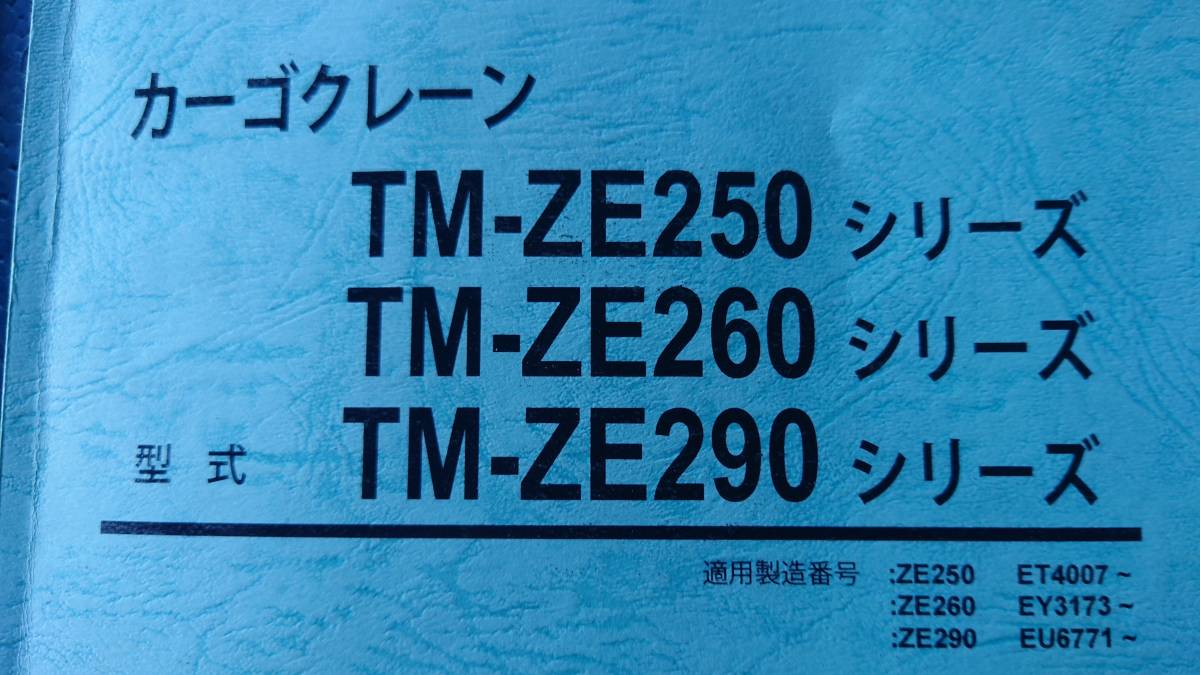 カーゴクレーン
TM-ZE250 シリーズ
TM-ZE260 シリーズ
型 式 TM-ZE290 シリーズ
適用製造番号 :ZE250 ET4007～
:ZE260 EY3173～
:ZE290 EU6771～